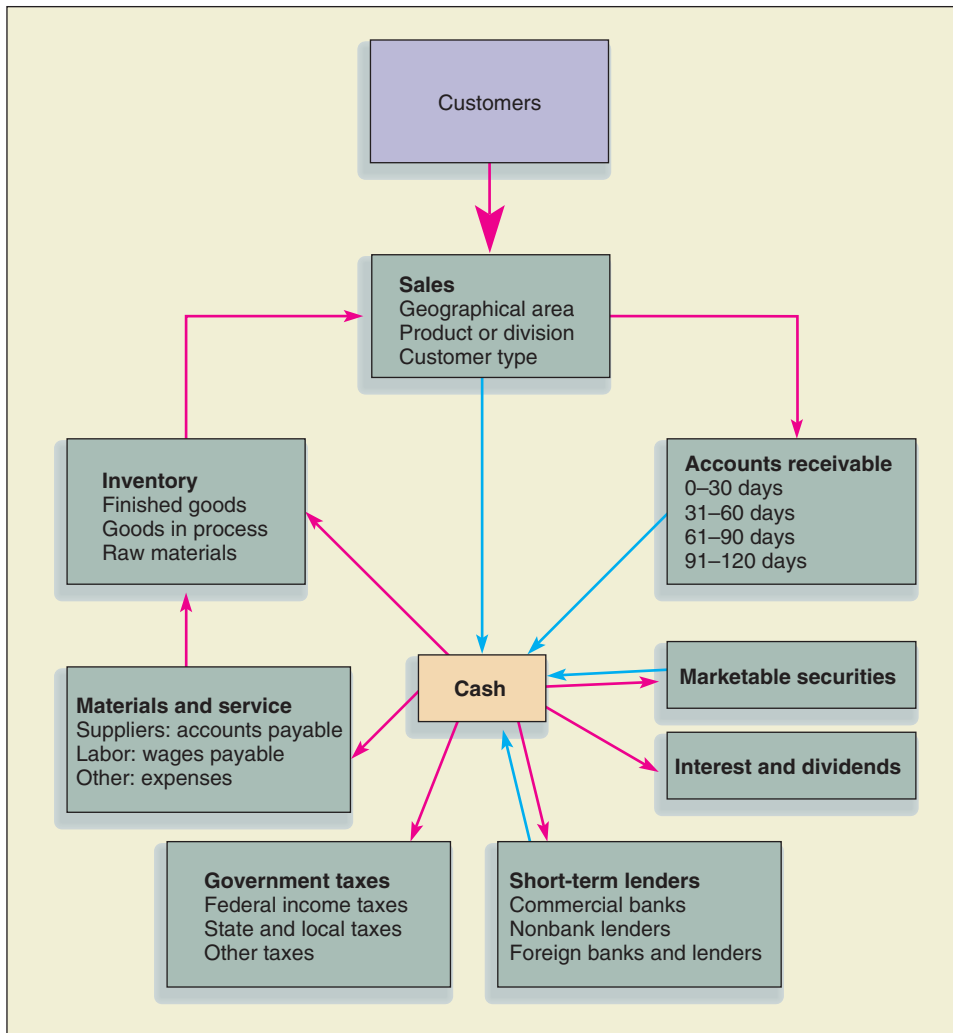 Customers
Sales
Geographical area
Product or division
Customer type
Inventory
Finished goods
Goods in process
Raw materials
Accounts receivable
0–30 days
31–60 days
61–90 days
91–120 days
Materials and service
Suppliers: accounts payable
Labor: wages payable
Other: expenses
Cash
Marketable securities
Interest and dividends
Government taxes
Federal income taxes
State and local taxes
Other taxes
Short-term lenders
Commercial banks
Nonbank lenders
Foreign banks and lenders